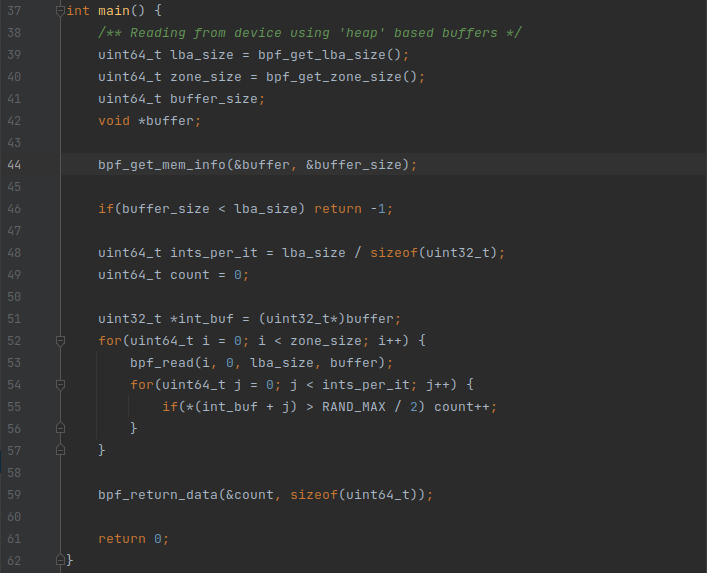 37 int main() {
38     /** Reading from device using 'heap' based buffers */
39     uint64_t lba_size = bpf_get_lba_size();
40     uint64_t zone_size = bpf_get_zone_size();
41     uint64_t buffer_size;
42     void *buffer;
43
44     bpf_get_mem_info(&buffer, &buffer_size);
45
46     if(buffer_size < lba_size) return -1;
47
48     uint64_t ints_per_it = lba_size / sizeof(uint32_t);
49     uint64_t count = 0;
50
51     uint32_t *int_buf = (uint32_t*)buffer;
52     for(uint64_t i = 0; i < zone_size; i++) {
53         bpf_read(i, 0, lba_size, buffer);
54         for(uint64_t j = 0; j < ints_per_it; j++) {
55             if(*(int_buf + j) > RAND_MAX / 2) count++;
56         }
57     }
58
59     bpf_return_data(&count, sizeof(uint64_t));
60
61     return 0;
62 }